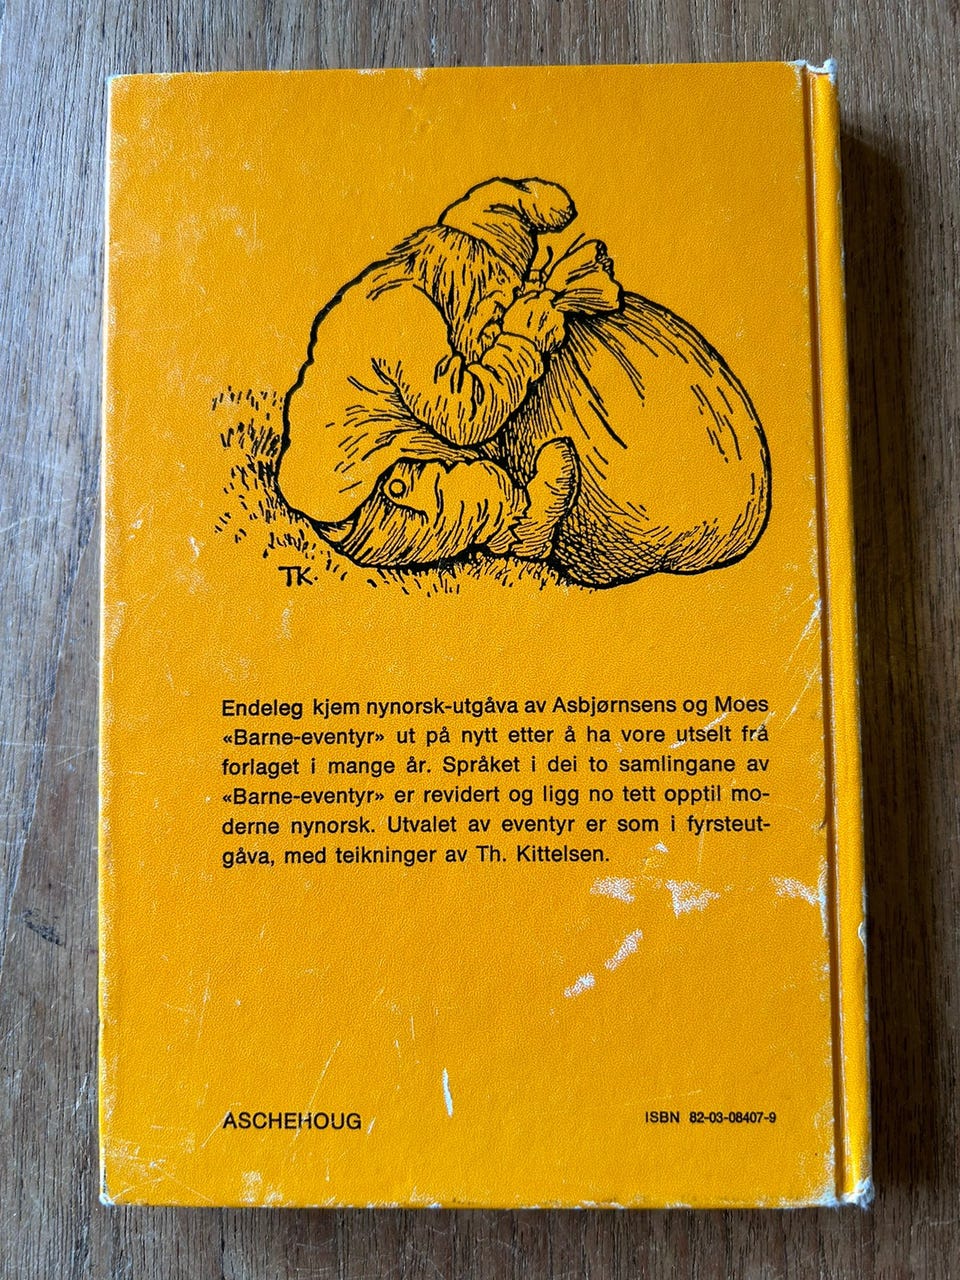 TK.
Endeleg kjem nynorsk-utgåva av Asbjørnsens og Moes
«Barne-eventyr» ut på nytt etter å ha vore utselt frå
forlaget i mange år. Språket i dei to samlingane av
«Barne-eventyr» er revidert og ligg no tett opptil mo-
derne nynorsk. Utvalet av eventyr er som i fyrsteut-
gåva, med teikninger av Th. Kittelsen.
ASCHEHOUG
ISBN 82-03-08407-9